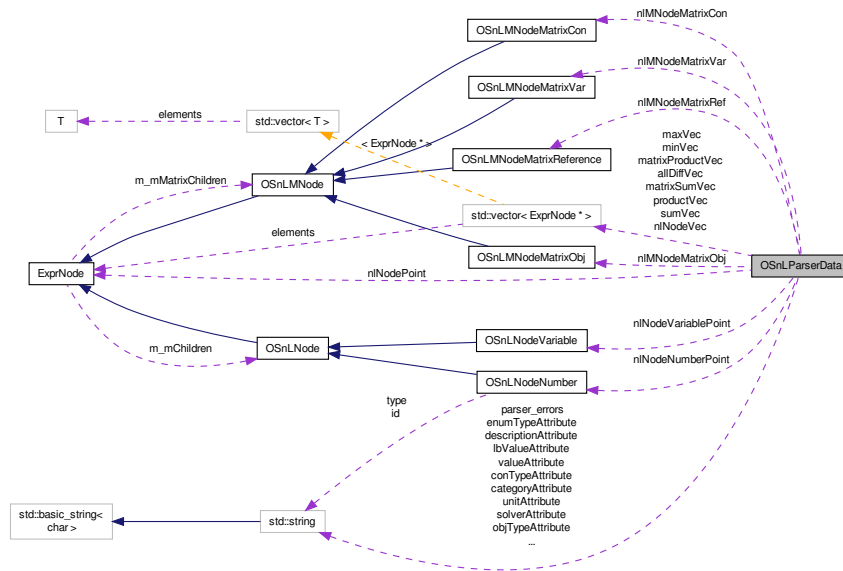 nlMNodeMatrixCon
OSnLMNodeMatrixCon
nlMNodeMatrixVar
OSnLMNodeMatrixVar
nlMNodeMatrixRef
T
elements
std::vector< T >
< ExprNode * >
OSnLMNodeMatrixReference
maxVec
minVec
matrixProductVec
allDiffVec
matrixSumVec
productVec
sumVec
nlNodeVec
m_mMatrixChildren
OSnLMNode
std::vector< ExprNode * >
elements
OSnLMNodeMatrixObj
nlMNodeMatrixObj
OSnLParserData
ExprNode
nlNodePoint
nlNodeVariablePoint
OSnLNodeVariable
m_mChildren
OSnLNode
nlNodeNumberPoint
OSnLNodeNumber
type
id
parser_errors
enumTypeAttribute
descriptionAttribute
lbValueAttribute
valueAttribute
conTypeAttribute
categoryAttribute
unitAttribute
solverAttribute
objTypeAttribute
...
std::basic_string<
char >
std::string